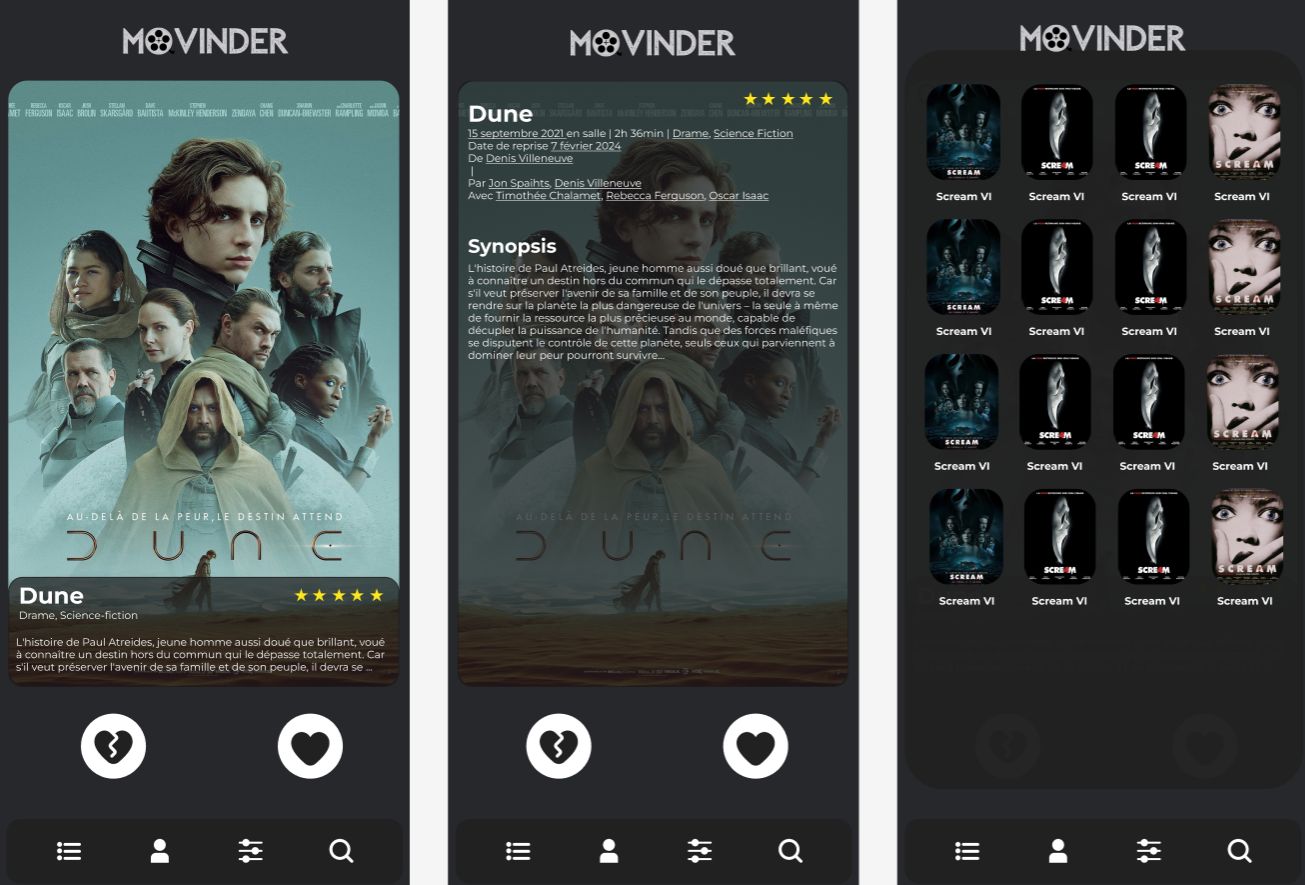 MOVINDER
REBECCA FERGUSON OSCAR ISAAC JOSH BROLIN STELLAN SKARSGARD DAVE BAUTISTA STEPHEN McKINLEY HENDERSON ZENDAYA CHANG CHEN SHARON DUNCAN-BREWSTER CHARLOTTE RAMPLING JASON MOMOA
AU-DELÀ DE LA PEUR, LE DESTIN ATTEND
DUNE
Dune
Drame, Science-fiction
L'histoire de Paul Atreides, jeune homme aussi doué que brillant, voué
à connaître un destin hors du commun qui le dépasse totalement. Car
s'il veut préserver l'avenir de sa famille et de son peuple, il devra se ...
MOVINDER
Dune
15 septembre 2021 en salle | 2h 36min | Drame, Science Fiction
Date de reprise 7 février 2024
De Denis Villeneuve
|
Par Jon Spaihts, Denis Villeneuve
Avec Timothée Chalamet, Rebecca Ferguson, Oscar Isaac
Synopsis
L'histoire de Paul Atreides, jeune homme aussi doué que brillant, voué
à connaître un destin hors du commun qui le dépasse totalement. Car
s'il veut préserver l'avenir de sa famille et de son peuple, il devra se
rendre sur la planète la plus dangereuse de l'univers – la seule à même
de fournir la ressource la plus précieuse au monde, capable de
décupler la puissance de l'humanité. Tandis que des forces maléfiques
se disputent le contrôle de cette planète, seuls ceux qui parviennent à
dominer leur peur pourront survivre...
AU-DELÀ DE LA PEUR, LE DESTIN ATTEND
DUNE
MOVINDER
SCREAM SCRE4M SCRE4M SCREAM
Scream VI Scream VI Scream VI Scream VI
SCREAM SCRE4M SCRE4M SCREAM
Scream VI Scream VI Scream VI Scream VI
SCREAM SCRE4M SCRE4M SCREAM
Scream VI Scream VI Scream VI Scream VI
SCREAM SCRE4M SCRE4M SCREAM
Scream VI Scream VI Scream VI Scream VI